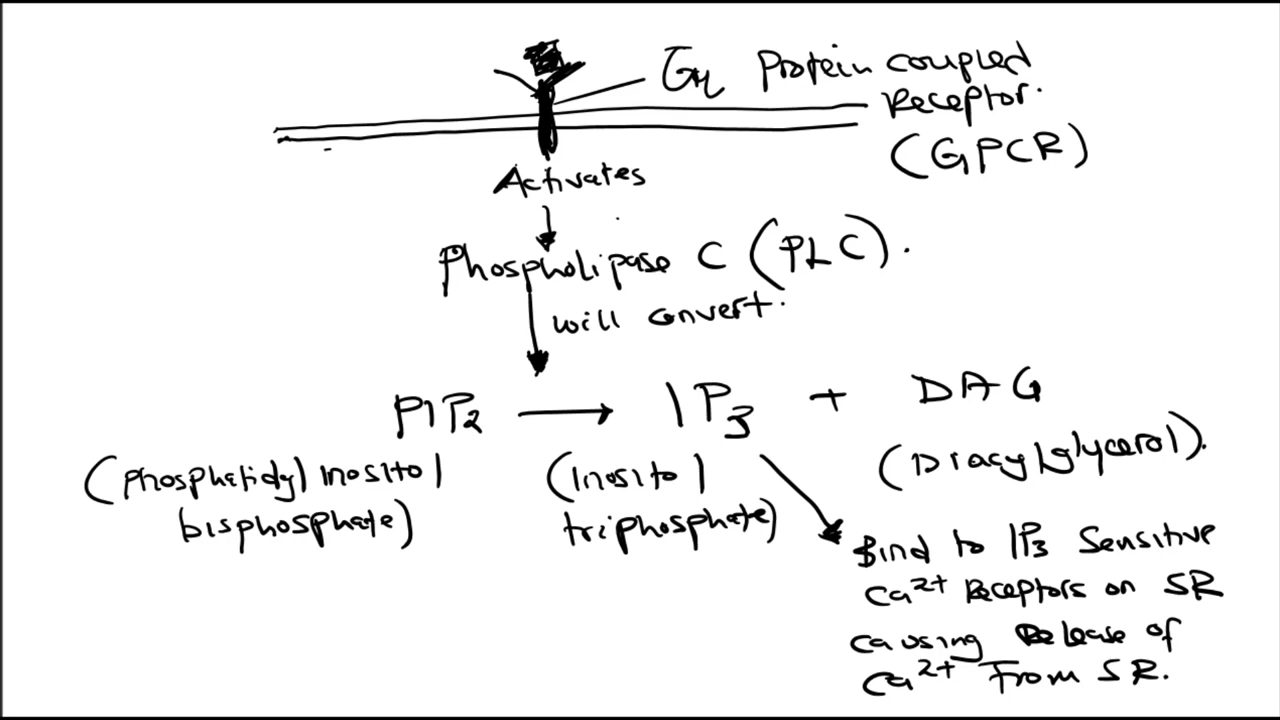 Gq Protein coupled
Receptor.
(GPCR)
Activates
Phospholipase C (PLC).
will convert.
PIP2 → IP3 + DAG
(Phosphatidyl inositol
bisphosphate)
(Inositol
triphosphate)
(Diacylglycerol).
Bind to IP3 Sensitive
Ca2+ Receptors on SR
causing Release of
Ca2+ From SR.